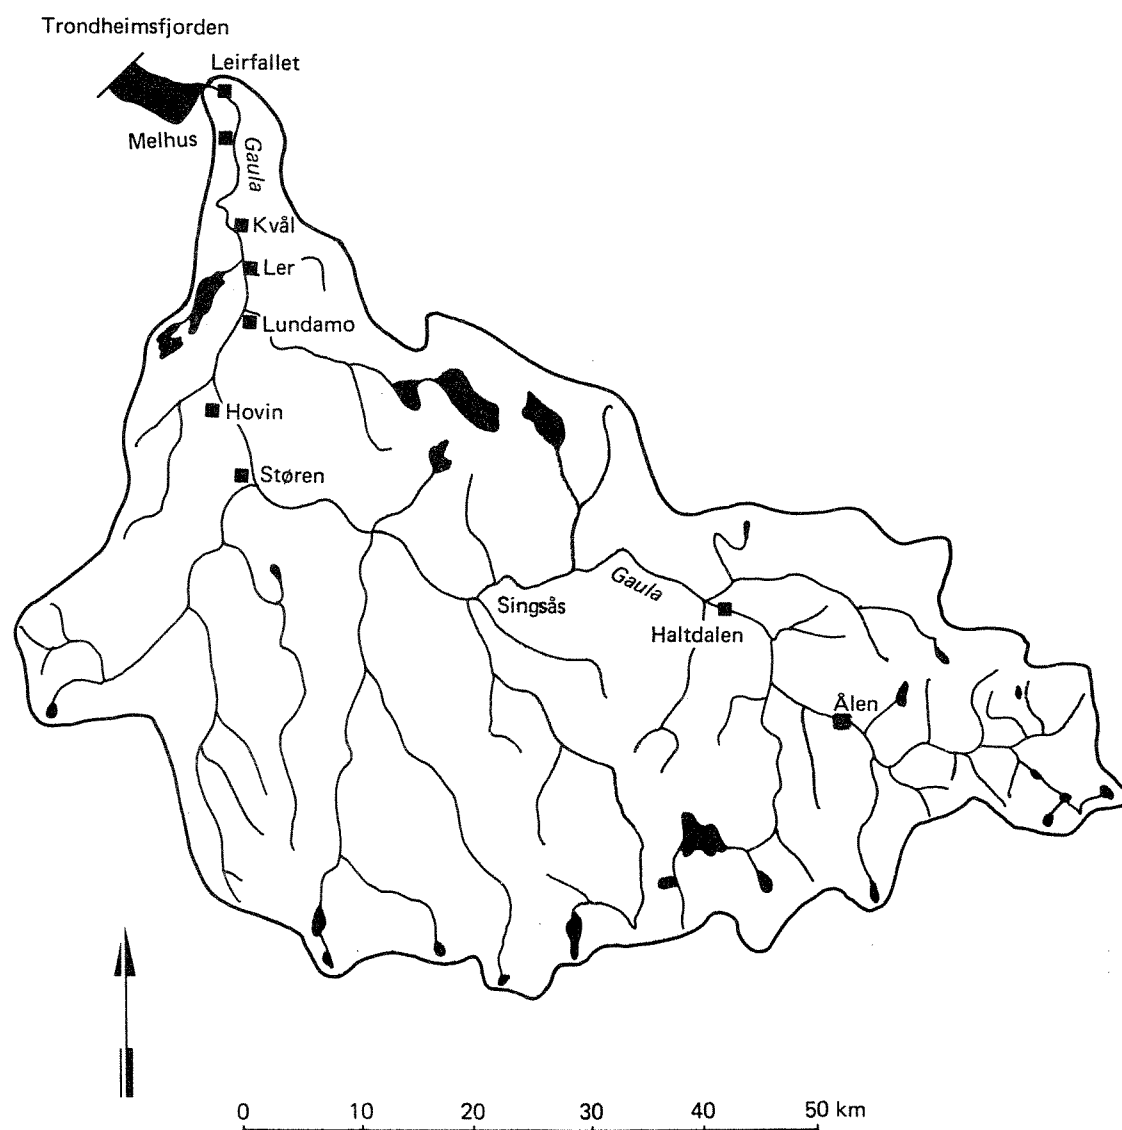 Trondheimsfjorden
Leirfallet
Melhus
Gaula
Kvål
Ler
Lundamo
Hovin
Støren
Gaula
Singsås
Haltdalen
Ålen
0 10 20 30 40 50 km